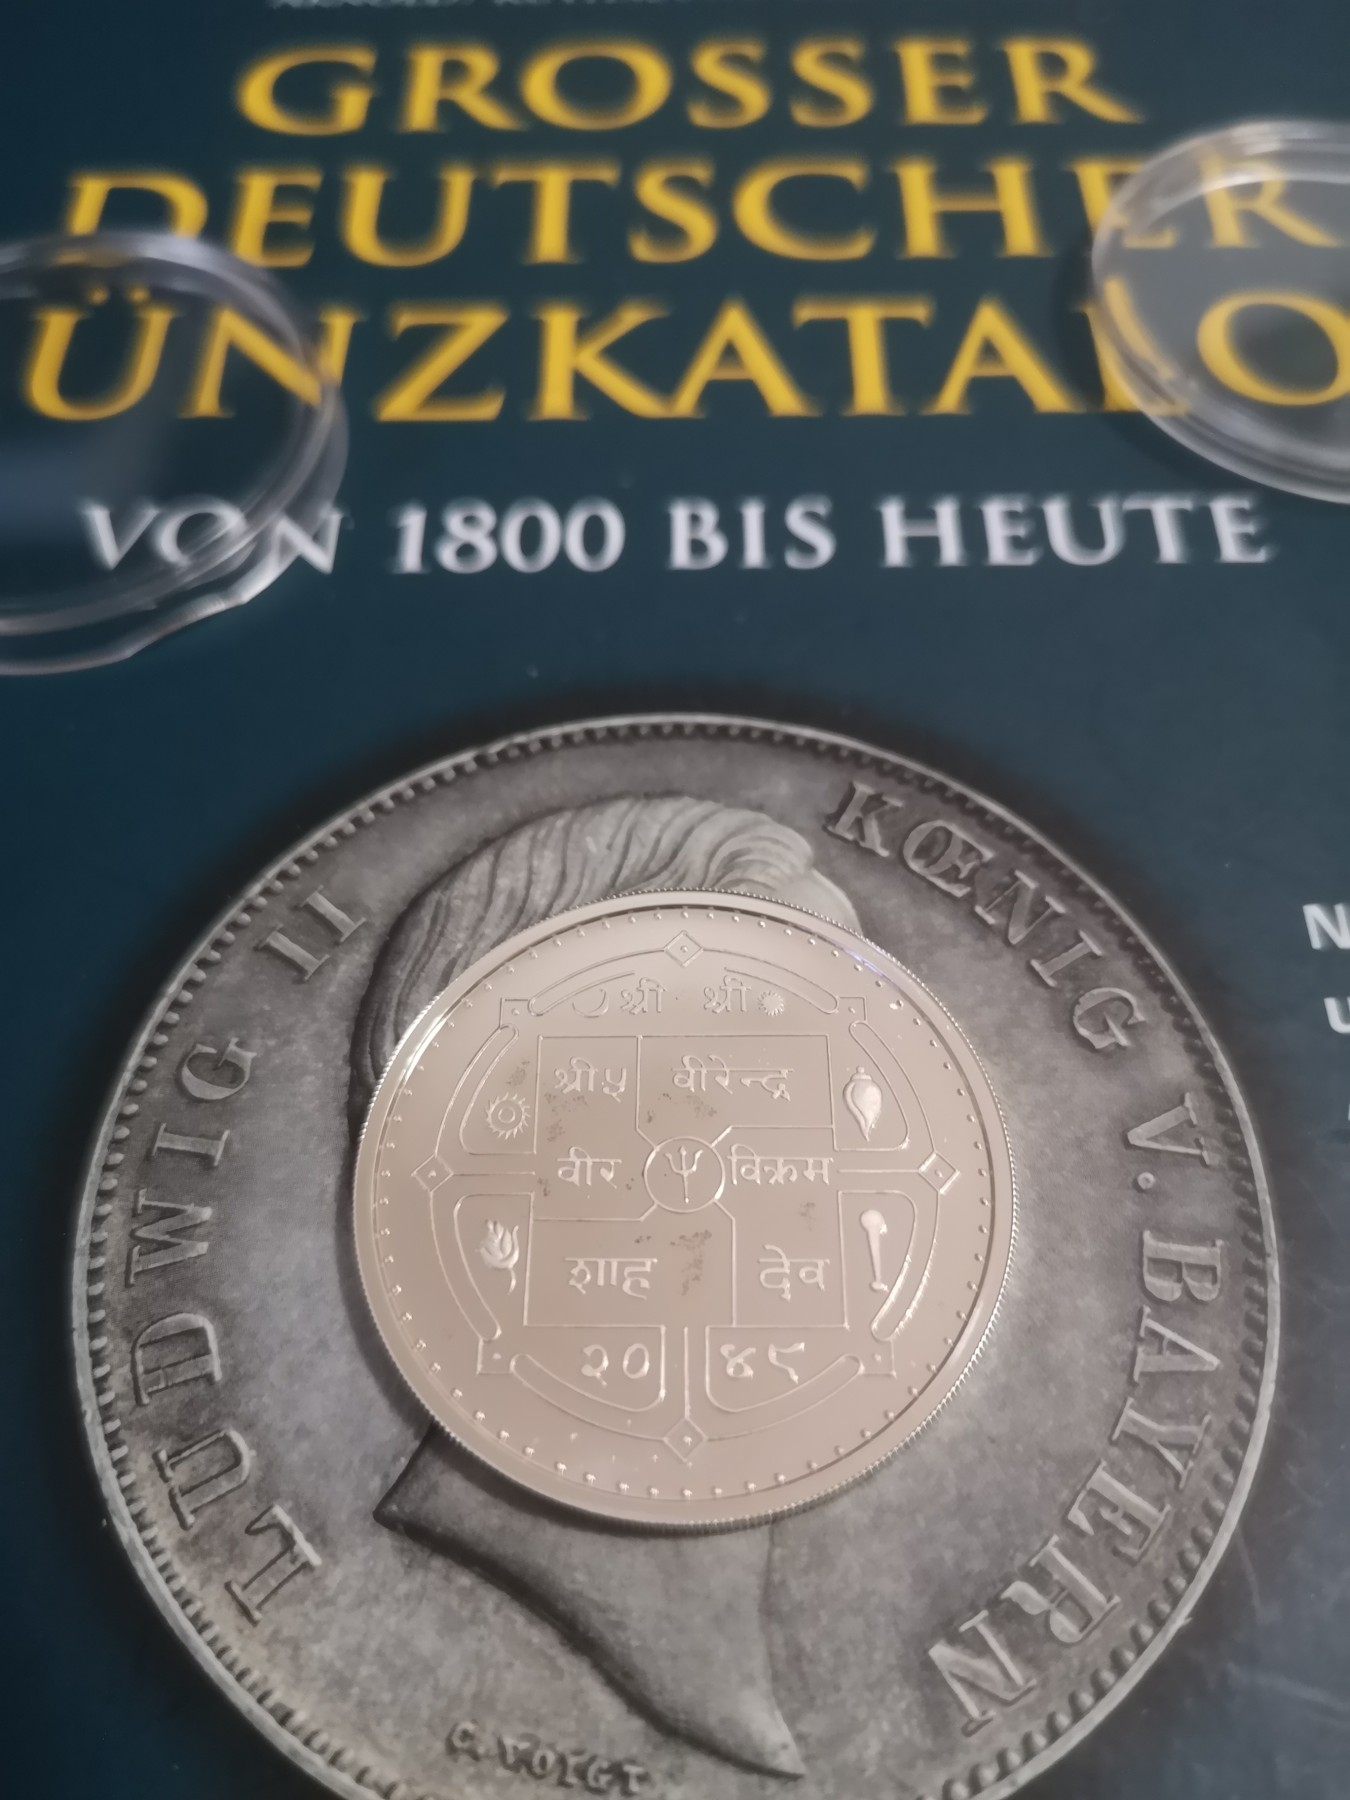 GROSSER
DEUTSCHER
ÜNZKATALO
VON 1800 BIS HEUTE
LUDWIG II KŒNIG V. BAYERN
श्री श्री
श्री ५ वीरेन्द्र
वीर विक्रम
शाह देव
२० ४९
C. VOIGT
N